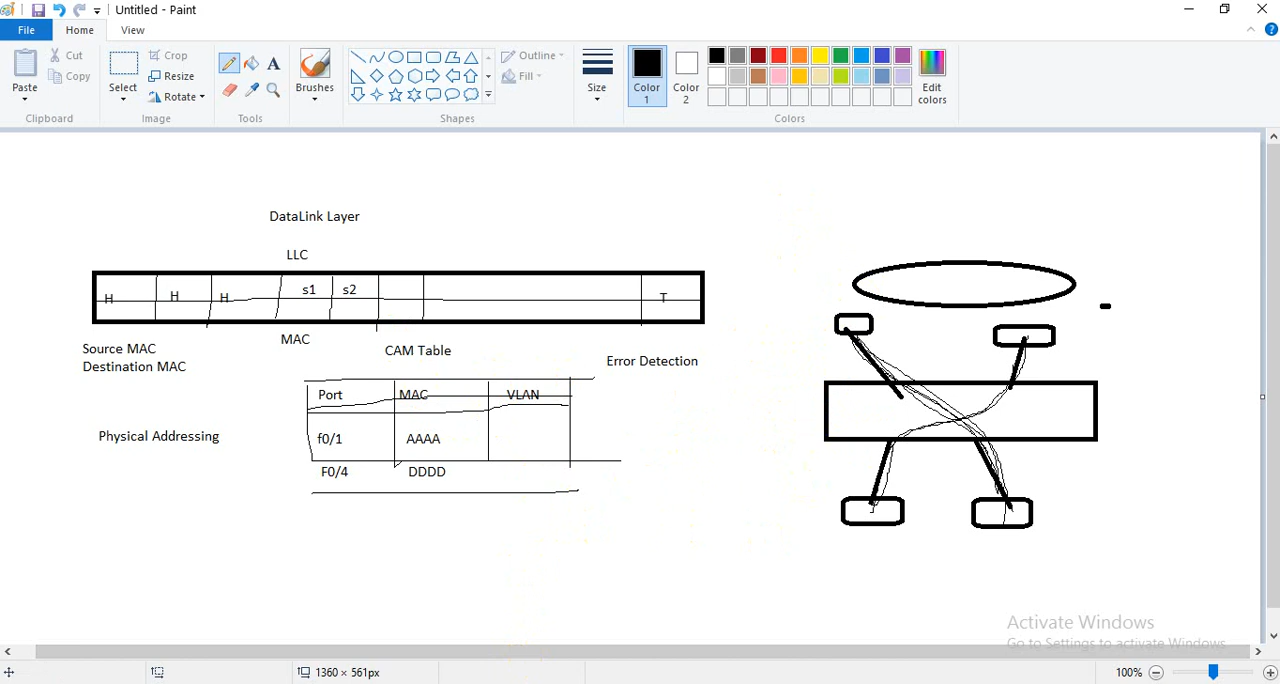 Untitled - Paint
File
Home
View
Paste
Cut
Copy
Clipboard
Select
Crop
Resize
Rotate
Image
A
Tools
Brushes
Outline
Fill
Shapes
Size
Color 1
Color 2
Edit colors
Colors
DataLink Layer
LLC
H H H s1 s2 T
MAC
Source MAC
Destination MAC
CAM Table
Error Detection
Port MAC VLAN
Physical Addressing
f0/1 AAAA
F0/4 DDDD
Activate Windows
Go to Settings to activate Windows.
1360 × 561px
100%